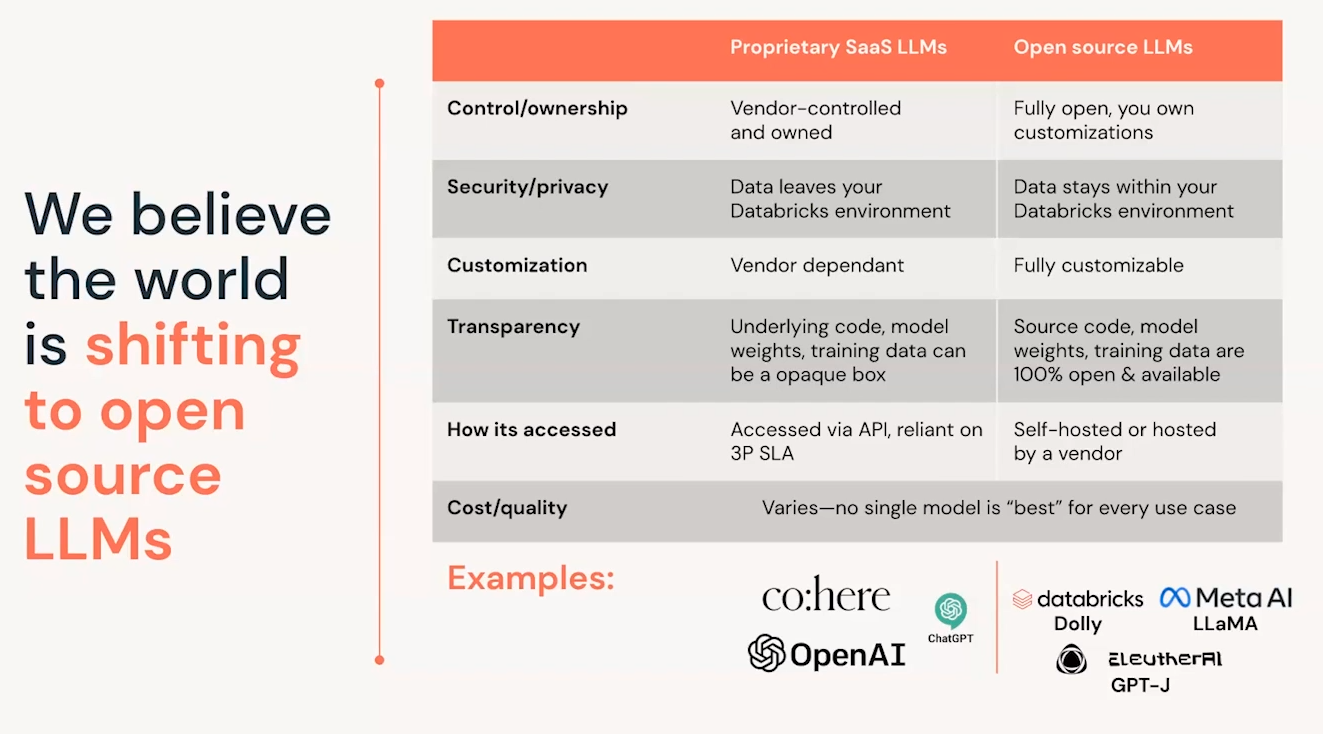 We believe
the world
is shifting
to open
source
LLMs
Proprietary SaaS LLMs
Open source LLMs
Control/ownership
Vendor-controlled
and owned
Fully open, you own
customizations
Security/privacy
Data leaves your
Databricks environment
Data stays within your
Databricks environment
Customization
Vendor dependant
Fully customizable
Transparency
Underlying code, model
weights, training data can
be a opaque box
Source code, model
weights, training data are
100% open & available
How its accessed
Accessed via API, reliant on
3P SLA
Self-hosted or hosted
by a vendor
Cost/quality
Varies—no single model is “best” for every use case
Examples:
co:here
ChatGPT
OpenAI
databricks
Dolly
Meta AI
LLaMA
EleutherAI
GPT-J